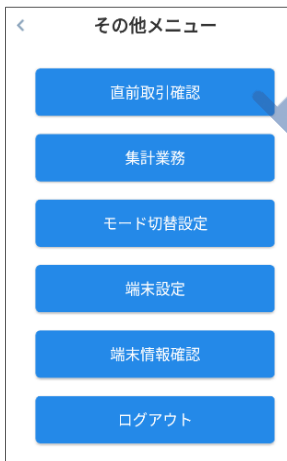 その他メニュー
直前取引確認
集計業務
モード切替設定
端末設定
端末情報確認
ログアウト